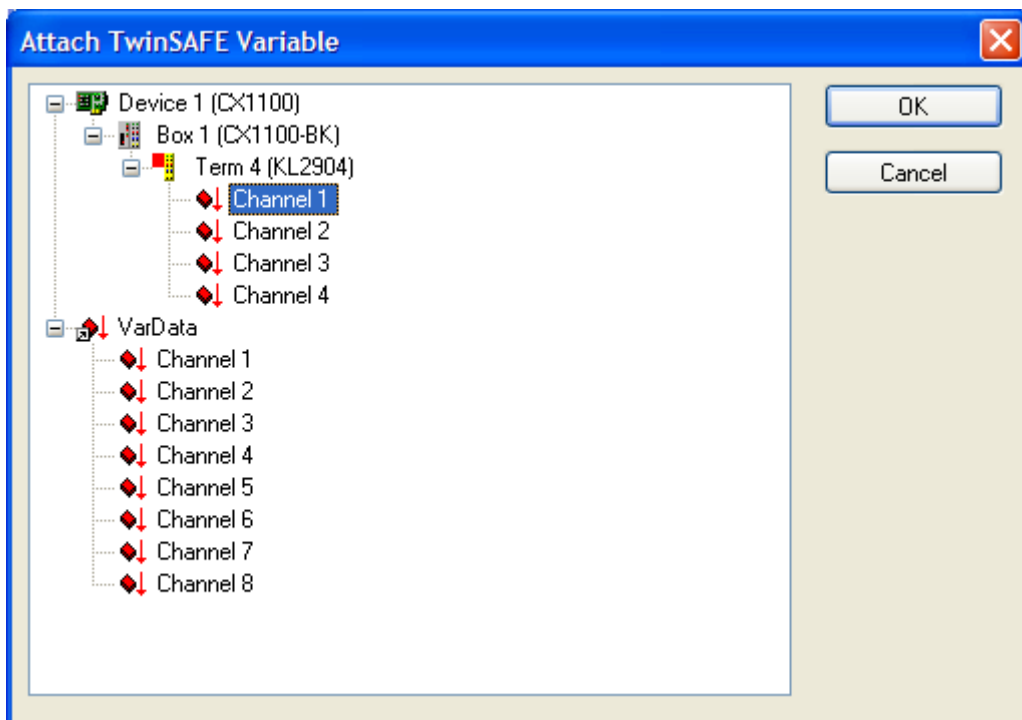 Attach TwinSAFE Variable
Device 1 (CX1100)
OK
Box 1 (CX1100-BK)
Term 4 (KL2904)
Cancel
Channel 1
Channel 2
Channel 3
Channel 4
VarData
Channel 1
Channel 2
Channel 3
Channel 4
Channel 5
Channel 6
Channel 7
Channel 8